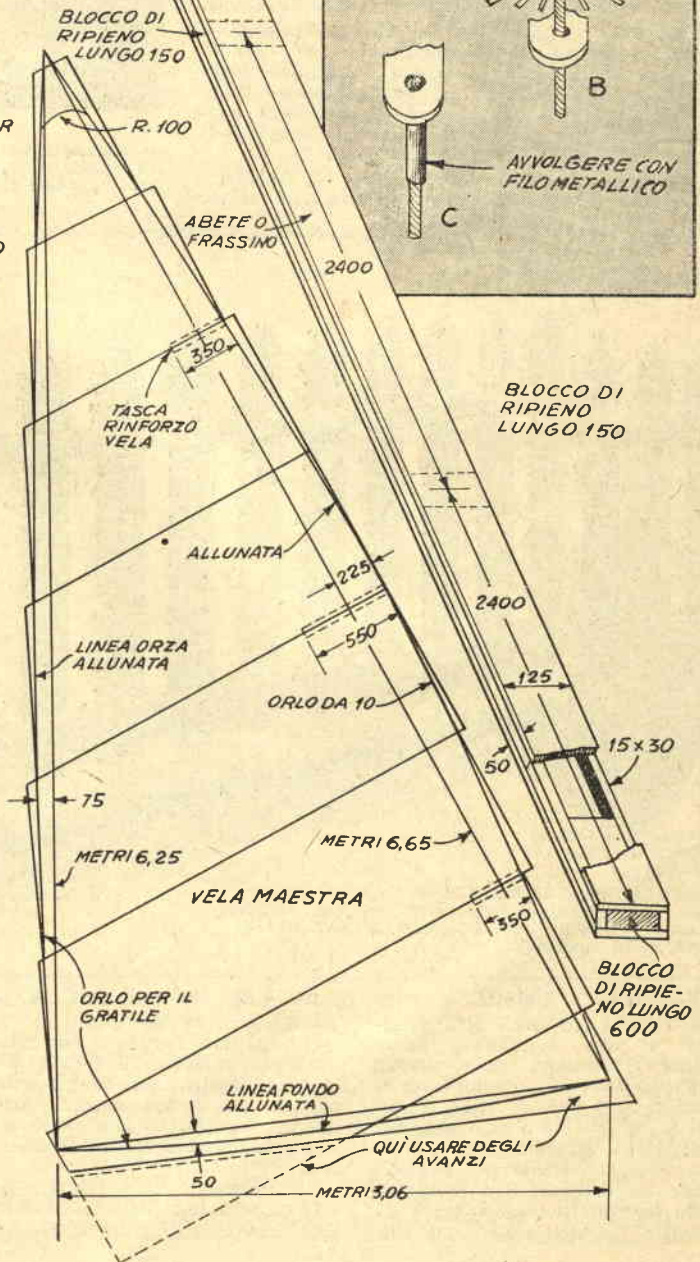 BLOCCO DI
RIPIENO
LUNGO 150
R
R. 100
O
B
C
AVVOLGERE CON
FILO METALLICO
ABETE O
FRASSINO
2400
350
TASCA
RINFORZO
VELA
BLOCCO DI
RIPIENO
LUNGO 150
ALLUNATA
225
550
2400
LINEA ORZA
ALLUNATA
ORLO DA 10
125
50
15 x 30
75
METRI 6,25
METRI 6,65
VELA MAESTRA
350
BLOCCO
DI RIPIE-
NO LUNGO
600
ORLO PER IL
GRATILE
LINEA FONDO
ALLUNATA
QUÌ USARE DEGLI
AVANZI
50
METRI 3,06